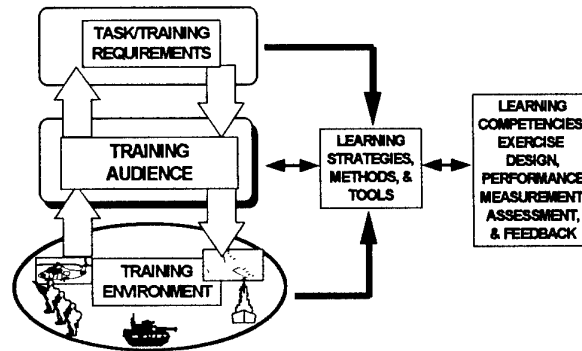 TASK/TRAINING
REQUIREMENTS
TRAINING
AUDIENCE
TRAINING
ENVIRONMENT
LEARNING
STRATEGIES,
METHODS, &
TOOLS
LEARNING
COMPETENCIES,
EXERCISE
DESIGN,
PERFORMANCE
MEASUREMENT,
ASSESSMENT,
& FEEDBACK